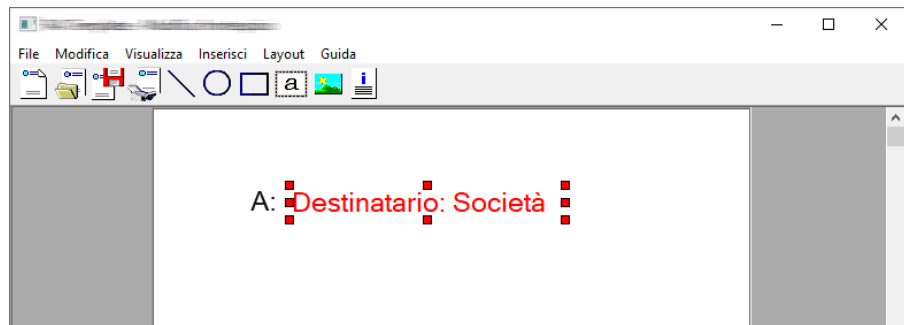 File Modifica Visualizza Inserisci Layout Guida
a i
A: Destinatario: Società